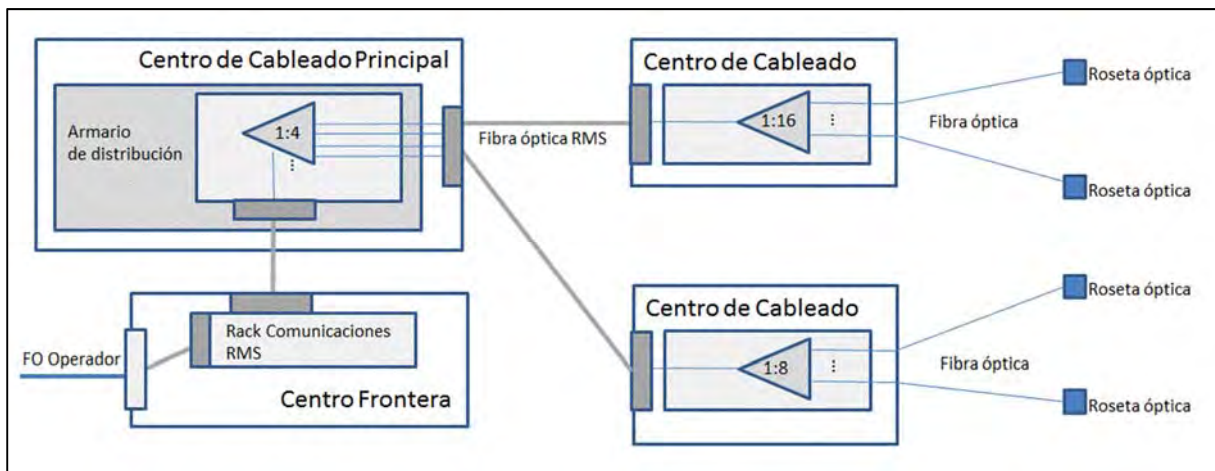 Centro de Cableado Principal
Armario
de distribución
1:4
...
Fibra óptica RMS
Centro de Cableado
1:16
...
Fibra óptica
Roseta óptica
Roseta óptica
FO Operador
Rack Comunicaciones
RMS
Centro Frontera
Centro de Cableado
1:8
...
Fibra óptica
Roseta óptica
Roseta óptica